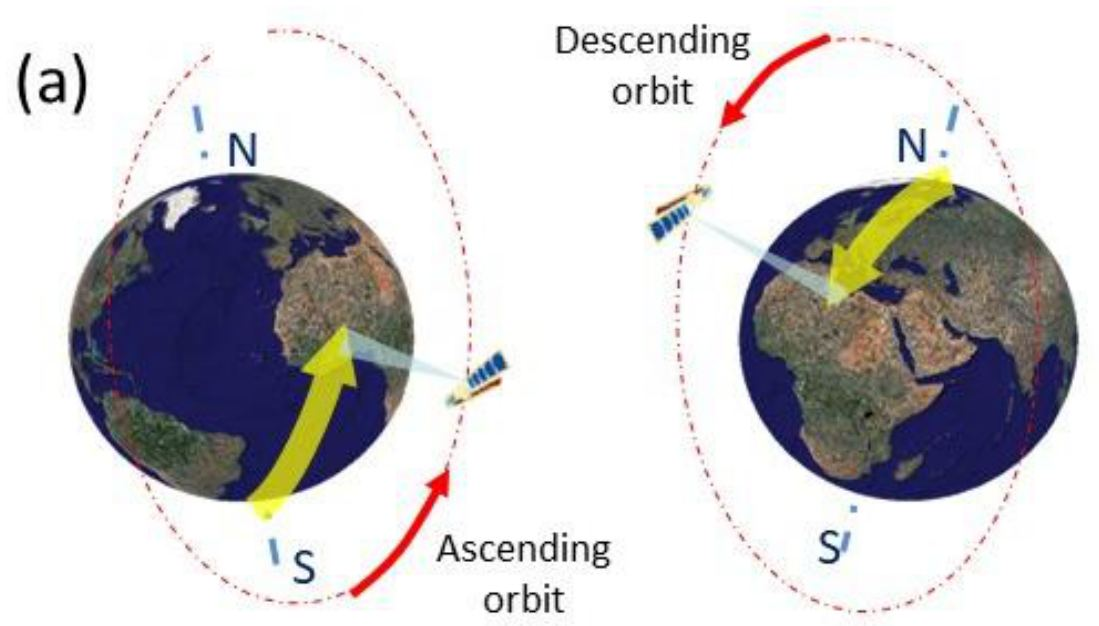 (a)
N
S
Ascending
orbit
Descending
orbit
N
S